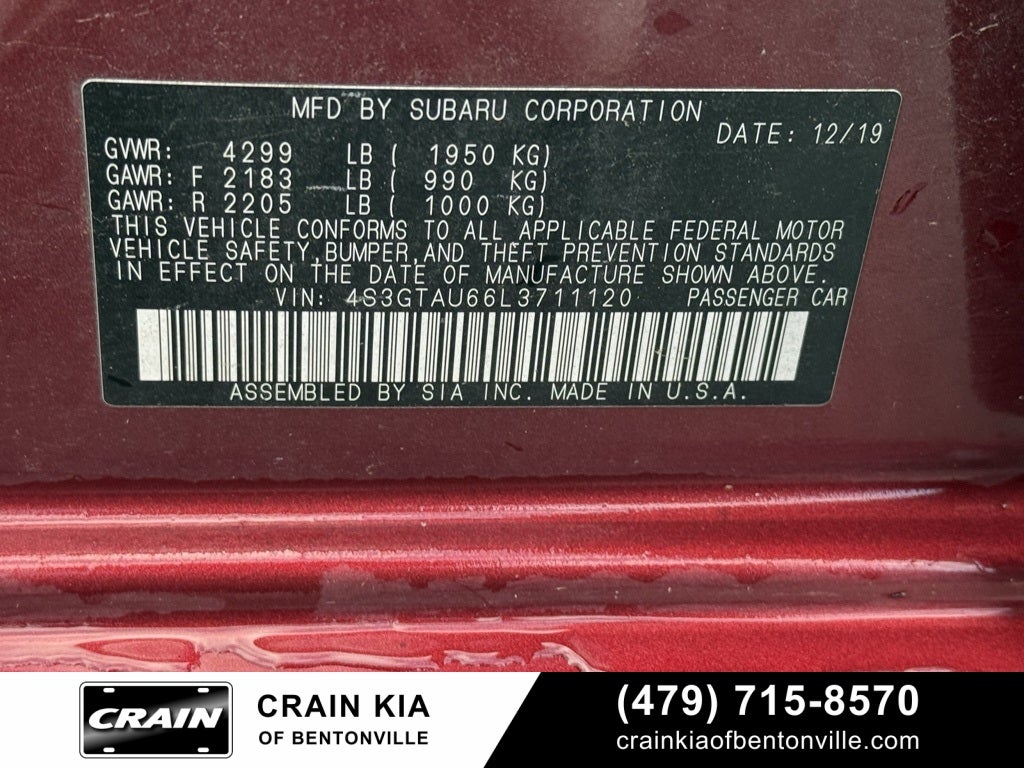 MFD BY SUBARU CORPORATION
DATE: 12/19
GVWR: 4299 LB ( 1950 KG)
GAWR: F 2183 LB ( 990 KG)
GAWR: R 2205 LB ( 1000 KG)
THIS VEHICLE CONFORMS TO ALL APPLICABLE FEDERAL MOTOR
VEHICLE SAFETY,BUMPER,AND THEFT PREVENTION STANDARDS
IN EFFECT ON THE DATE OF MANUFACTURE SHOWN ABOVE.
VIN: 4S3GTAU66L3711120 PASSENGER CAR
ASSEMBLED BY SIA INC. MADE IN U.S.A.
CRAIN
CRAIN KIA
OF BENTONVILLE
(479) 715-8570
crainkiaofbentonville.com